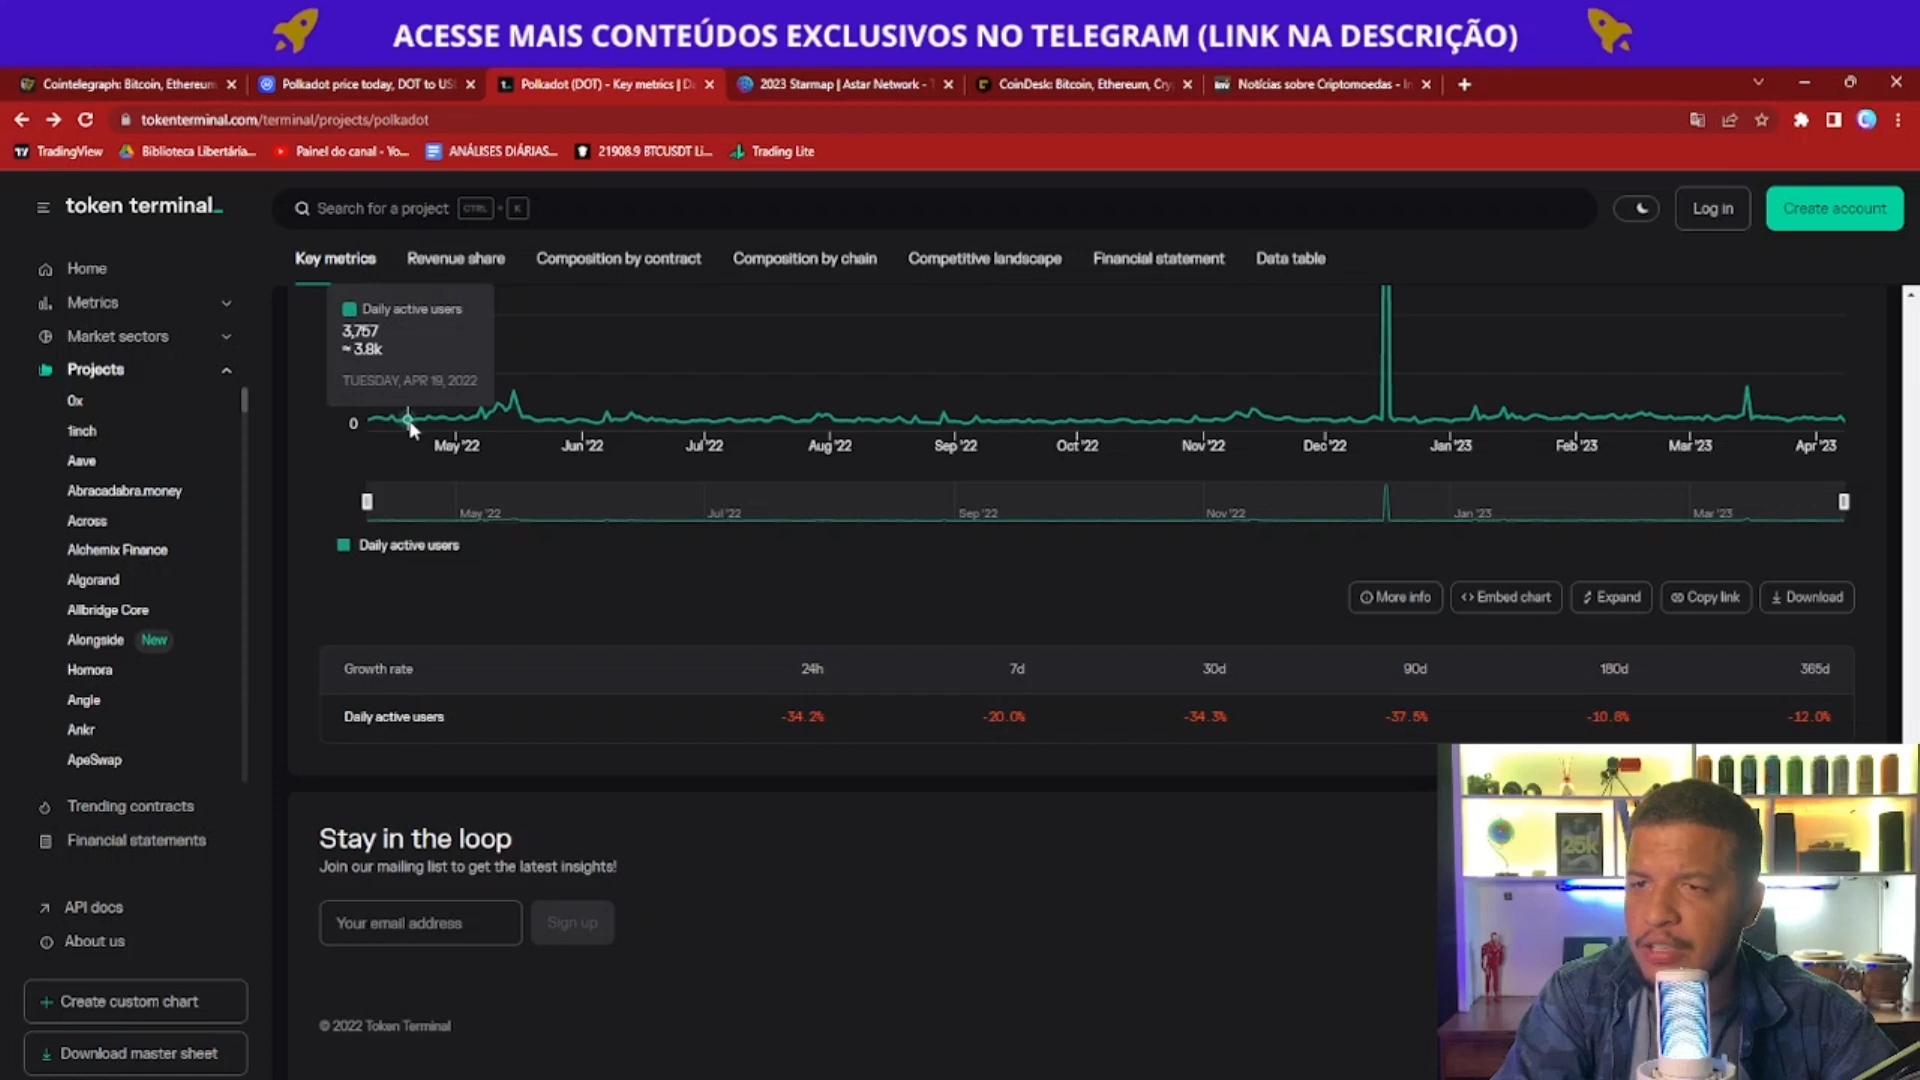 ACESSE MAIS CONTEÚDOS EXCLUSIVOS NO TELEGRAM (LINK NA DESCRIÇÃO)
Cointelegraph: Bitcoin, Ethereum
Polkadot price today, DOT to US
Polkadot (DOT) - Key metrics | D
2023 Starmap | Astar Network -
CoinDesk: Bitcoin, Ethereum, Cry
Notícias sobre Criptomoedas - In
tokenterminal.com/terminal/projects/polkadot
TradingView
Biblioteca Libertária...
Painel do canal - Yo...
ANÁLISES DIÁRIAS...
21908.9 BTCUSDT Li...
Trading Lite
token terminal_
Search for a project CTRL + K
Log in
Create account
Key metrics
Revenue share
Composition by contract
Composition by chain
Competitive landscape
Financial statement
Data table
Home
Metrics
Market sectors
Projects
0x
1inch
Aave
Abracadabra.money
Across
Alchemix Finance
Algorand
Allbridge Core
Alongside New
Homora
Angle
Ankr
ApeSwap
Trending contracts
Financial statements
API docs
About us
Create custom chart
Download master sheet
Daily active users
3,757
≈ 3.8k
TUESDAY, APR 19, 2022
0
May '22 Jun '22 Jul '22 Aug '22 Sep '22 Oct '22 Nov '22 Dec '22 Jan '23 Feb '23 Mar '23 Apr '23
May '22 Jul '22 Sep '22 Nov '22 Jan '23 Mar '23
Daily active users
More info
Embed chart
Expand
Copy link
Download
Growth rate 24h 7d 30d 90d 180d 365d
Daily active users -34.2% -20.0% -34.3% -37.5% -10.8% -12.0%
Stay in the loop
Join our mailing list to get the latest insights!
Your email address
Sign up
© 2022 Token Terminal
25k